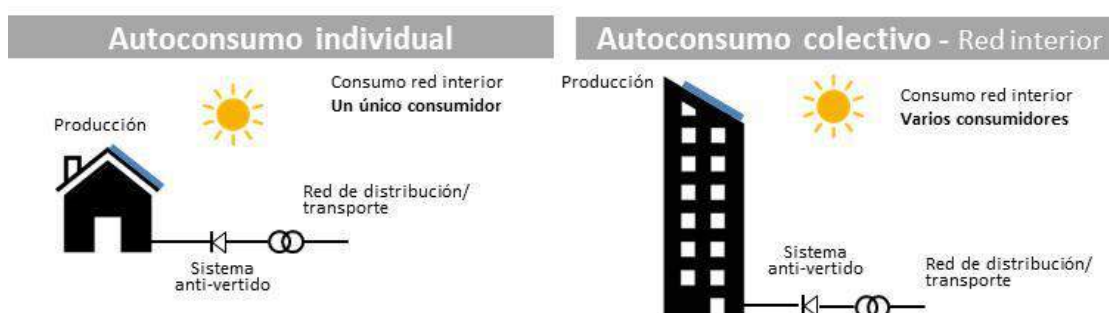 Autoconsumo individual
Consumo red interior
Un único consumidor
Producción
Red de distribución/
transporte
Sistema
anti-vertido
Autoconsumo colectivo - Red interior
Producción
Consumo red interior
Varios consumidores
Sistema
anti-vertido
Red de distribución/
transporte